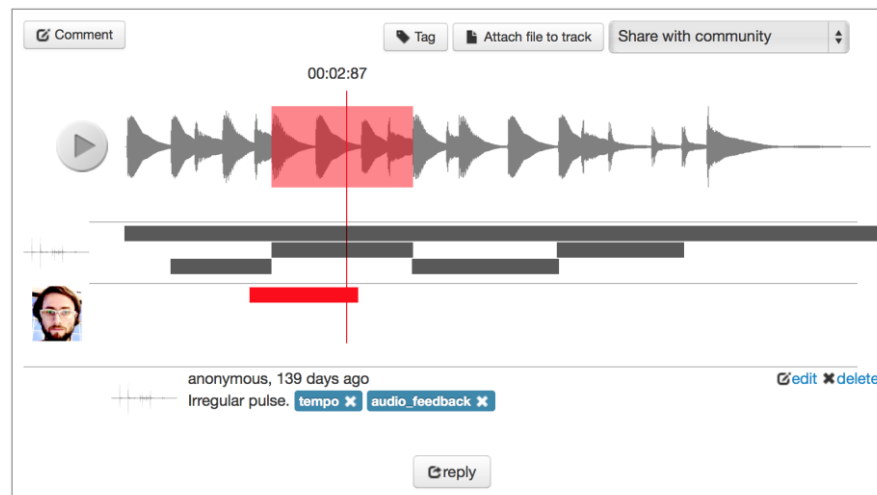 Comment
Tag
Attach file to track
Share with community
00:02:87
anonymous, 139 days ago
edit
delete
Irregular pulse. tempo audio_feedback
reply